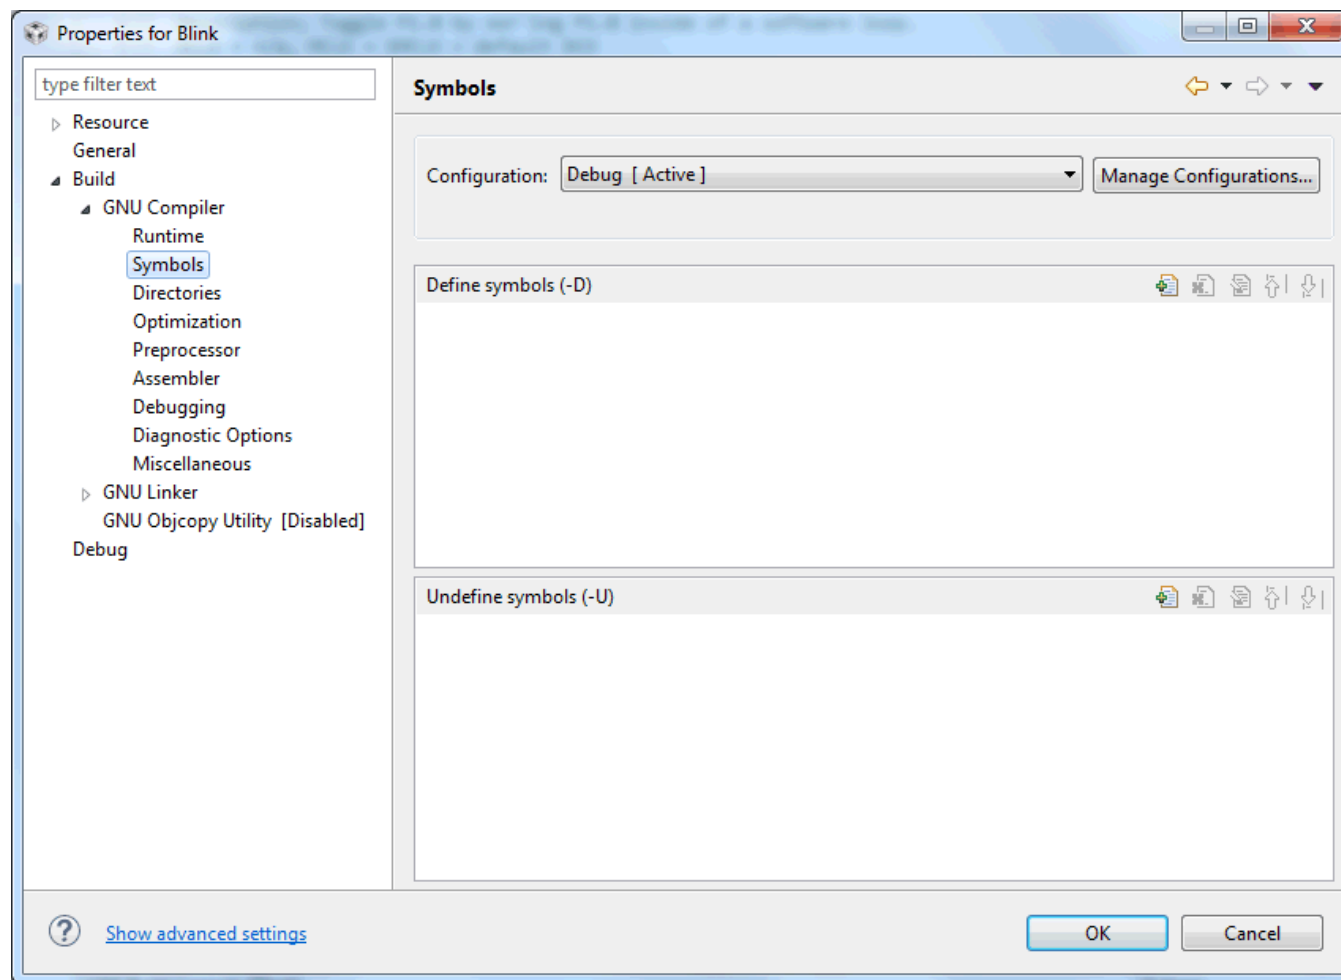 Properties for Blink
type filter text
Resource
General
Build
GNU Compiler
Runtime
Symbols
Directories
Optimization
Preprocessor
Assembler
Debugging
Diagnostic Options
Miscellaneous
GNU Linker
GNU Objcopy Utility [Disabled]
Debug
Symbols
Configuration: Debug [ Active ] Manage Configurations...
Define symbols (-D)
Undefine symbols (-U)
? Show advanced settings
OK Cancel